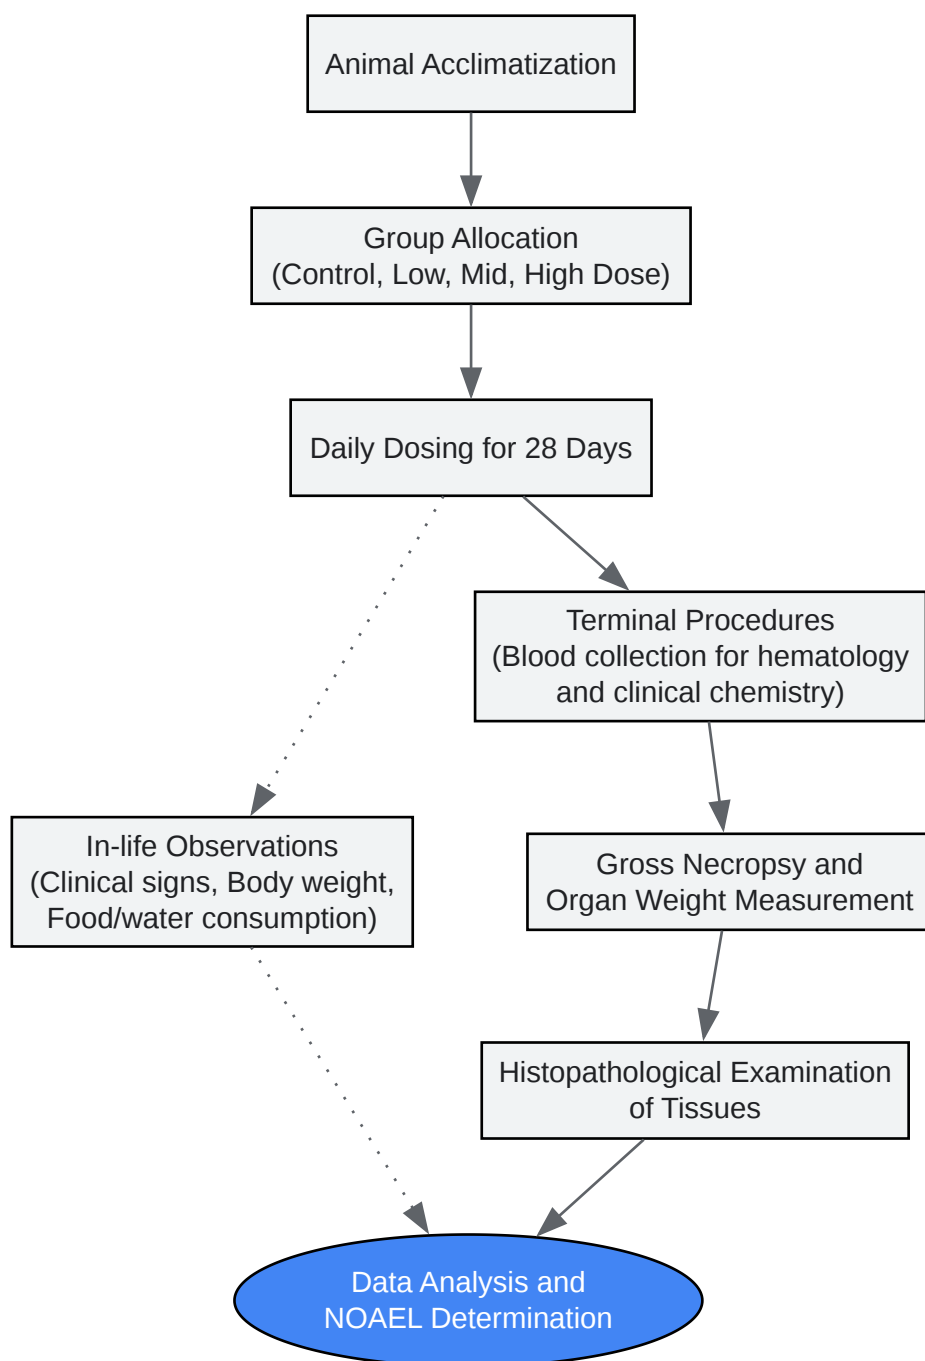 Animal Acclimatization
Group Allocation
(Control, Low, Mid, High Dose)
Daily Dosing for 28 Days
Terminal Procedures
(Blood collection for hematology
and clinical chemistry)
In-life Observations
(Clinical signs, Body weight,
Food/water consumption)
Gross Necropsy and
Organ Weight Measurement
Histopathological Examination
of Tissues
Data Analysis and
NOAEL Determination